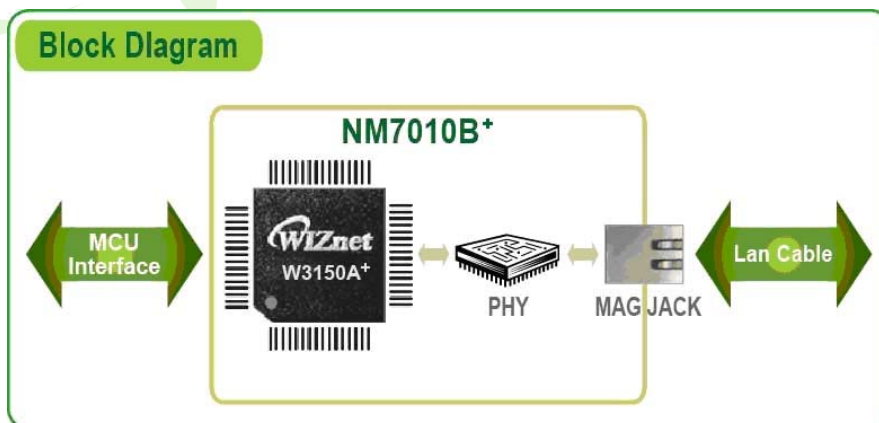 Block DIagram
NM7010B+
MCU
Interface
WIZnet
W3150A+
PHY
MAG JACK
Lan Cable